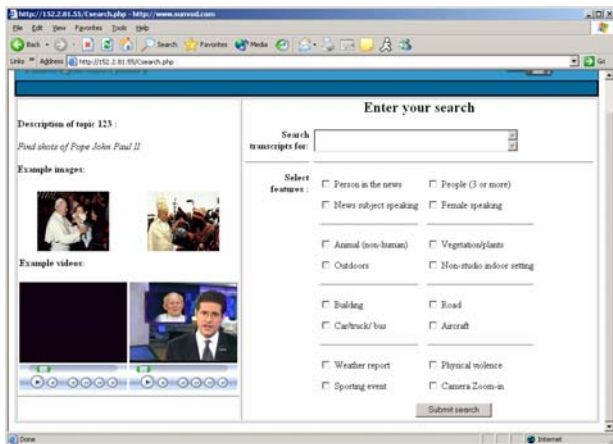 http://152.2.81.55/Csearch.php - http://www.sunvod.com
File Edit View Favorites Tools Help
Back Search Favorites Media
Links Address http://152.2.81.55/Csearch.php Go
Enter your search
Description of topic 123 :
Search transcripts for:
Find shots of Pope John Paul II
Example images:
Select features :
Person in the news People (3 or more)
News subject speaking Female speaking
Animal (non-human) Vegetation/plants
Outdoors Non-studio indoor setting
Example videos:
Building Road
Car/truck/ bus Aircraft
Weather report Physical violence
Sporting event Camera Zoom-in
Submit search
Done Internet